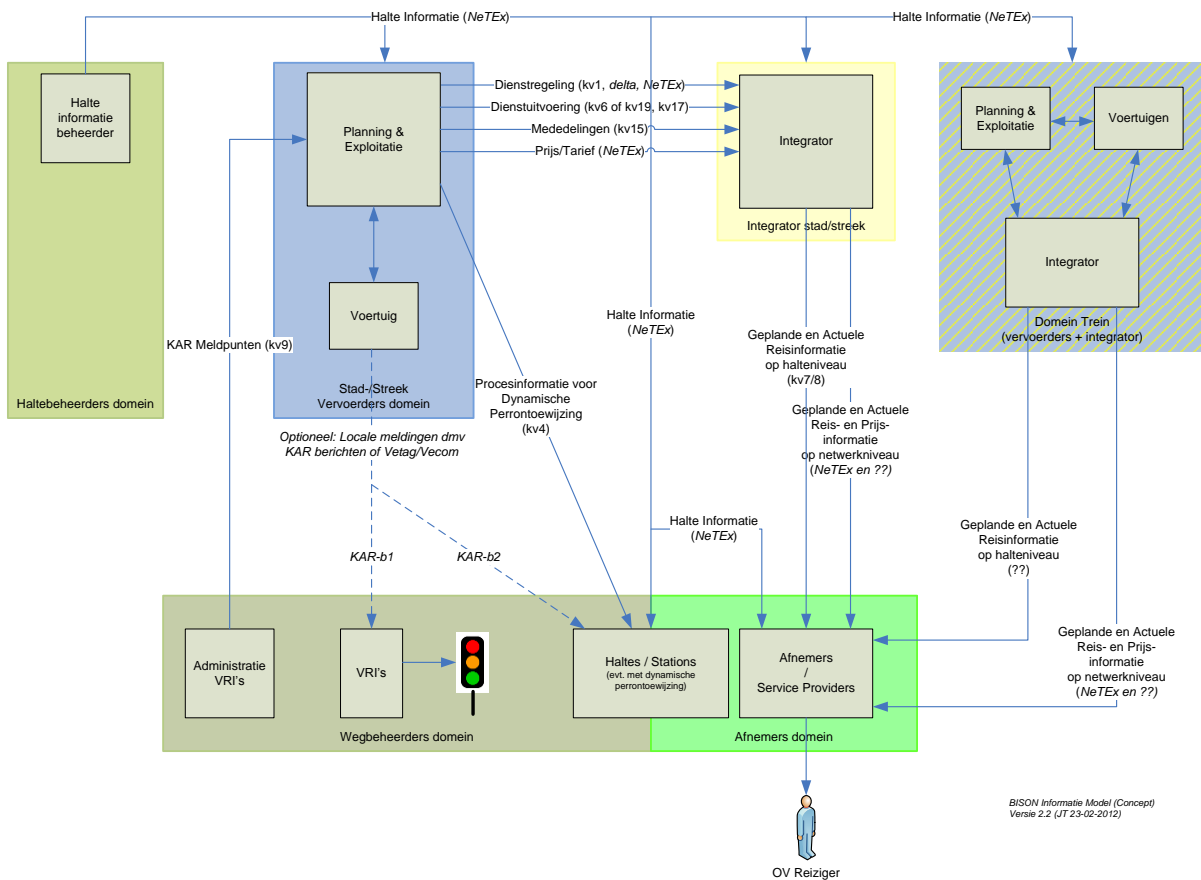 Halte Informatie (NeTEx)
Halte Informatie (NeTEx)
Halte
informatie
beheerder
Haltebeheerders domein
Planning &
Exploitatie
Voertuig
Stad-/Streek
Vervoerders domein
Dienstregeling (kv1, delta, NeTEx)
Dienstuitvoering (kv6 of kv19, kv17)
Mededelingen (kv15)
Prijs/Tarief (NeTEx)
Integrator
Integrator stad/streek
Planning &
Exploitatie
Voertuigen
Integrator
Domein Trein
(vervoerders + integrator)
KAR Meldpunten (kv9)
Halte Informatie
(NeTEx)
Geplande en Actuele
Reisinformatie
op halteniveau
(kv7/8)
Procesinformatie voor
Dynamische
Perrontoewijzing
(kv4)
Geplande en Actuele
Reis- en Prijs-
informatie
op netwerkniveau
(NeTEx en ??)
Optioneel: Locale meldingen dmv
KAR berichten of Vetag/Vecom
KAR-b1
KAR-b2
Halte Informatie
(NeTEx)
Geplande en Actuele
Reisinformatie
op halteniveau
(??)
Geplande en Actuele
Reis- en Prijs-
informatie
op netwerkniveau
(NeTEx en ??)
Administratie
VRI's
VRI's
Haltes / Stations
(evt. met dynamische
perrontoewijzing)
Afnemers
/
Service Providers
Wegbeheerders domein
Afnemers domein
OV Reiziger
BISON Informatie Model (Concept)
Versie 2.2 (JT 23-02-2012)